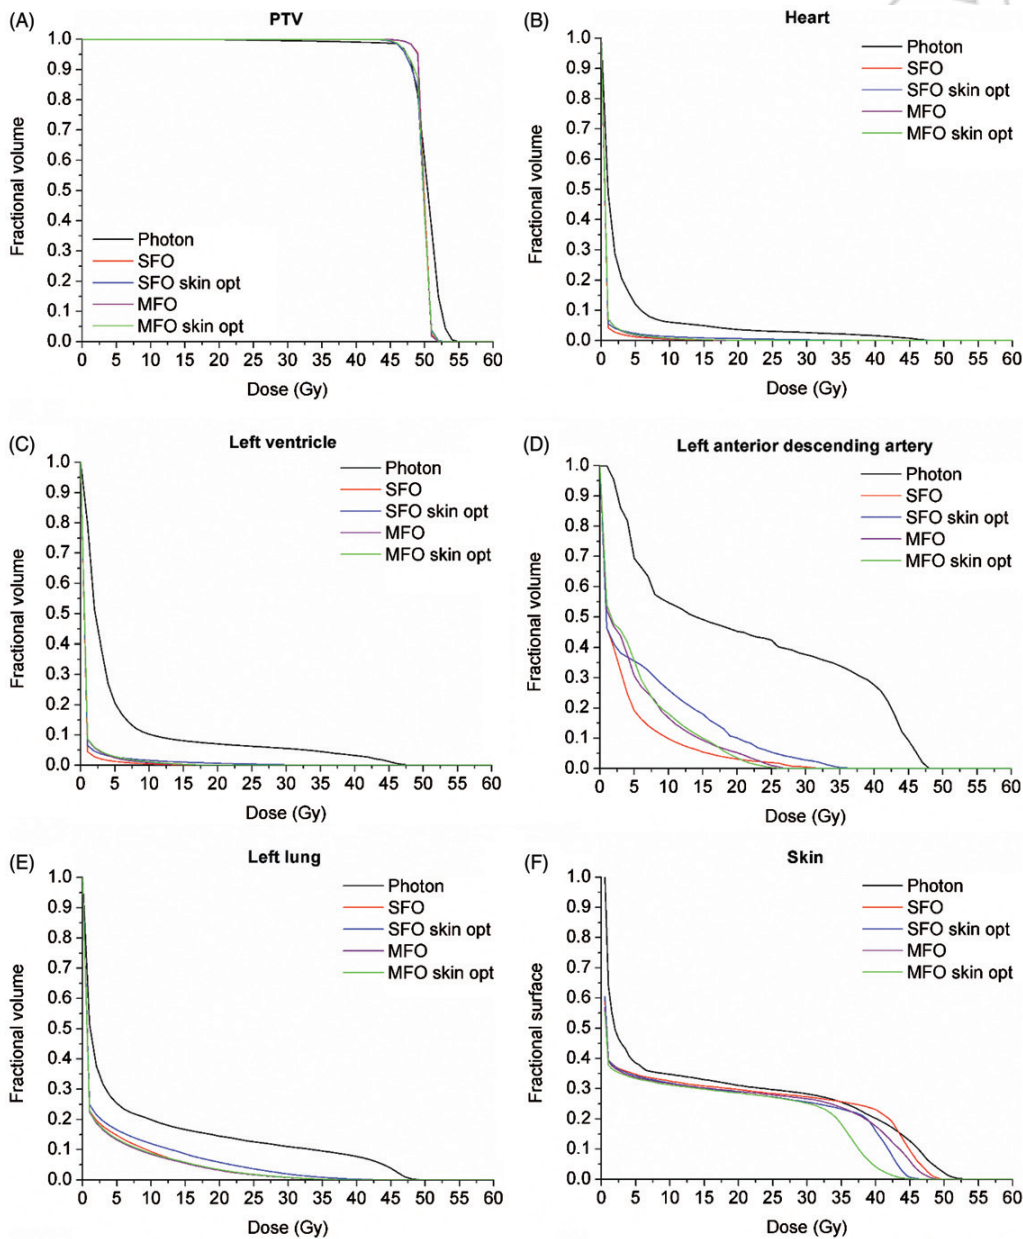 (A) PTV
Fractional volume
1.0
0.9
0.8
0.7
0.6
0.5
0.4
0.3
0.2
0.1
0.0
Photon
SFO
SFO skin opt
MFO
MFO skin opt
0 5 10 15 20 25 30 35 40 45 50 55 60
Dose (Gy)
(B) Heart
Fractional volume
1.0
0.9
0.8
0.7
0.6
0.5
0.4
0.3
0.2
0.1
0.0
Photon
SFO
SFO skin opt
MFO
MFO skin opt
0 5 10 15 20 25 30 35 40 45 50 55 60
Dose (Gy)
(C) Left ventricle
Fractional volume
1.0
0.9
0.8
0.7
0.6
0.5
0.4
0.3
0.2
0.1
0.0
Photon
SFO
SFO skin opt
MFO
MFO skin opt
0 5 10 15 20 25 30 35 40 45 50 55 60
Dose (Gy)
(D) Left anterior descending artery
Fractional volume
1.0
0.9
0.8
0.7
0.6
0.5
0.4
0.3
0.2
0.1
0.0
Photon
SFO
SFO skin opt
MFO
MFO skin opt
0 5 10 15 20 25 30 35 40 45 50 55 60
Dose (Gy)
(E) Left lung
Fractional volume
1.0
0.9
0.8
0.7
0.6
0.5
0.4
0.3
0.2
0.1
0.0
Photon
SFO
SFO skin opt
MFO
MFO skin opt
0 5 10 15 20 25 30 35 40 45 50 55 60
Dose (Gy)
(F) Skin
Fractional surface
1.0
0.9
0.8
0.7
0.6
0.5
0.4
0.3
0.2
0.1
0.0
Photon
SFO
SFO skin opt
MFO
MFO skin opt
0 5 10 15 20 25 30 35 40 45 50 55 60
Dose (Gy)